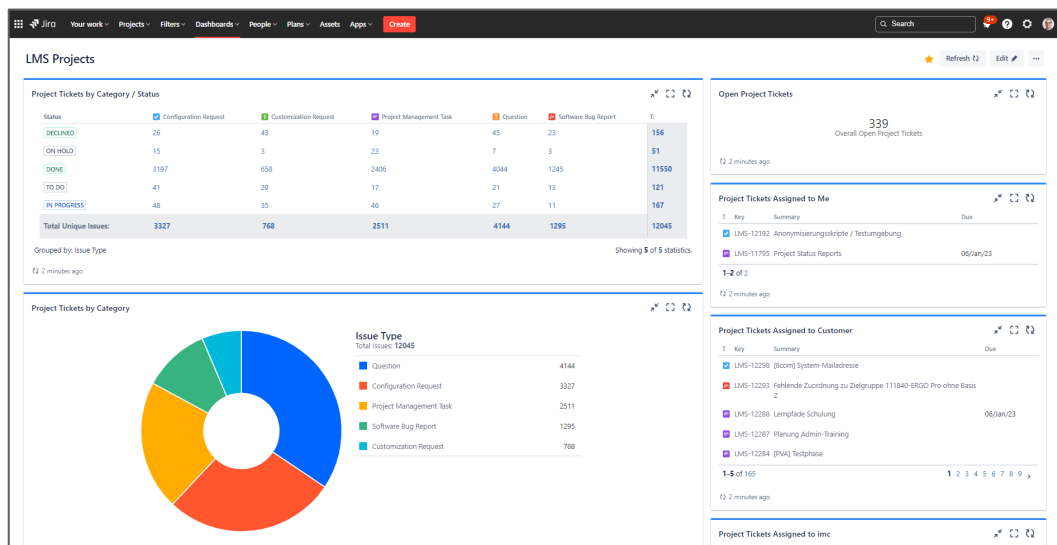 Jira Your work Projects Filters Dashboards People Plans Assets Apps Create Search 9+
LMS Projects
Refresh Edit
Project Tickets by Category / Status
Status Configuration Request Customization Request Project Management Task Question Software Bug Report T:
DECLINED 26 43 19 45 23 156
ON HOLD 15 3 23 7 3 51
DONE 3197 658 2406 4044 1245 11550
TO DO 41 29 17 21 13 121
IN PROGRESS 48 35 46 27 11 167
Total Unique Issues: 3327 768 2511 4144 1295 12045
Grouped by: Issue Type Showing 5 of 5 statistics.
2 minutes ago
Project Tickets by Category
Issue Type
Total Issues: 12045
Question 4144
Configuration Request 3327
Project Management Task 2511
Software Bug Report 1295
Customization Request 768
Open Project Tickets
339
Overall Open Project Tickets
2 minutes ago
Project Tickets Assigned to Me
T Key Summary Due
LMS-12192 Anonymisierungsskripte / Testumgebung
LMS-11795 Project Status Reports 06/Jan/23
1–2 of 2
2 minutes ago
Project Tickets Assigned to Customer
T Key Summary Due
LMS-12298 [8com] System-Mailadresse
LMS-12293 Fehlende Zuordnung zu Zielgruppe 111840-ERGO Pro ohne Basis
Z
LMS-12288 Lernpfade Schulung 06/Jan/23
LMS-12287 Planung Admin-Training
LMS-12284 [PVA] Testphase
1–5 of 165 1 2 3 4 5 6 7 8 9
2 minutes ago
Project Tickets Assigned to imc